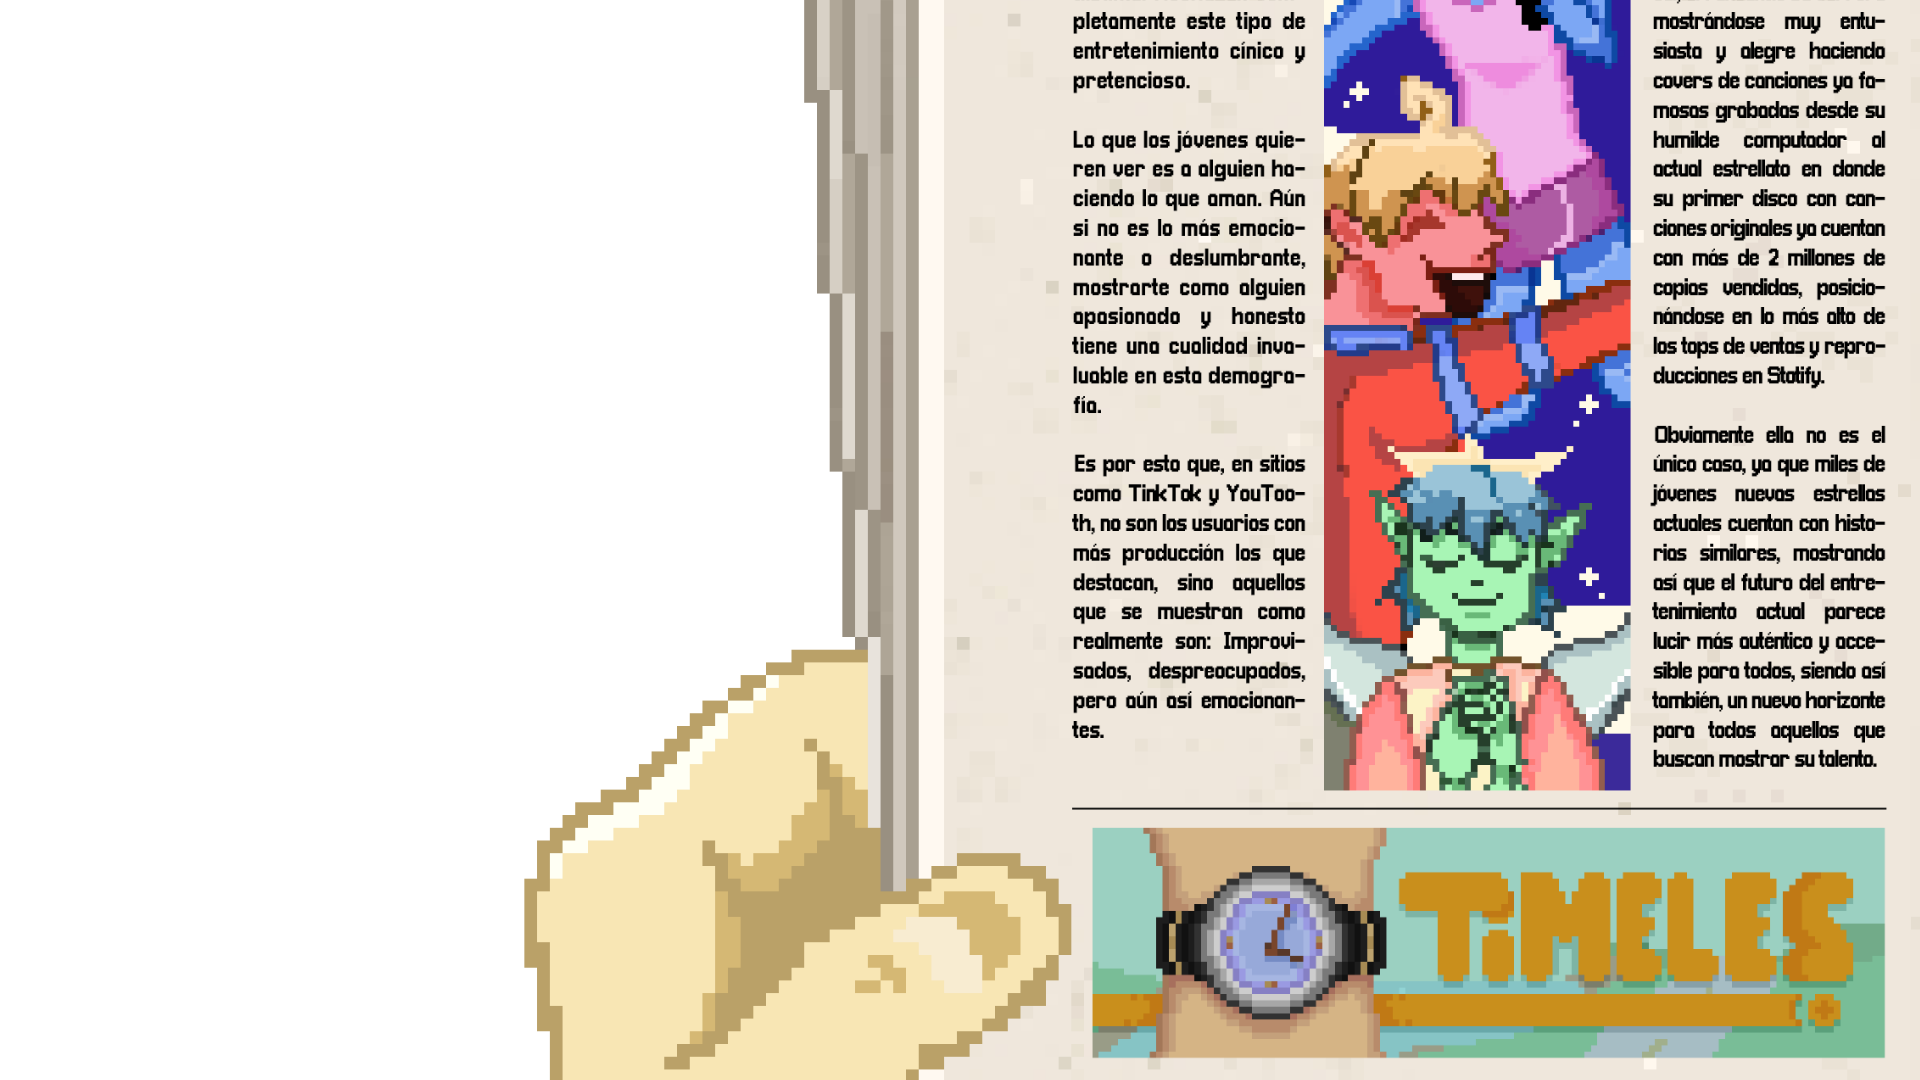 pletamente este tipo de
entretenimiento cínico y
pretencioso.
Lo que los jóvenes quie-
ren ver es a alguien ha-
ciendo lo que aman. Aún
si no es lo más emocio-
nante o deslumbrante,
mostrarte como alguien
apasionado y honesto
tiene una cualidad inva-
luable en esta demogra-
fía.
Es por esto que, en sitios
como TinkTok y YouToo-
th, no son los usuarios con
más producción los que
destacan, sino aquellos
que se muestran como
realmente son: Improvi-
sados, despreocupados,
pero aún así emocionan-
tes.
mostrándose muy entu-
siasta y alegre haciendo
covers de canciones ya fa-
mosas grabadas desde su
humilde computador al
actual estrellato en donde
su primer disco con can-
ciones originales ya cuentan
con más de 2 millones de
copias vendidas, posicio-
nándose en lo más alto de
los tops de ventas y repro-
ducciones en Statify.
Obviamente ella no es el
único caso, ya que miles de
jóvenes nuevas estrellas
actuales cuentan con histo-
rias similares, mostrando
así que el futuro del entre-
tenimiento actual parece
lucir más auténtico y acce-
sible para todos, siendo así
también, un nuevo horizonte
para todos aquellos que
buscan mostrar su talento.
TiMELES